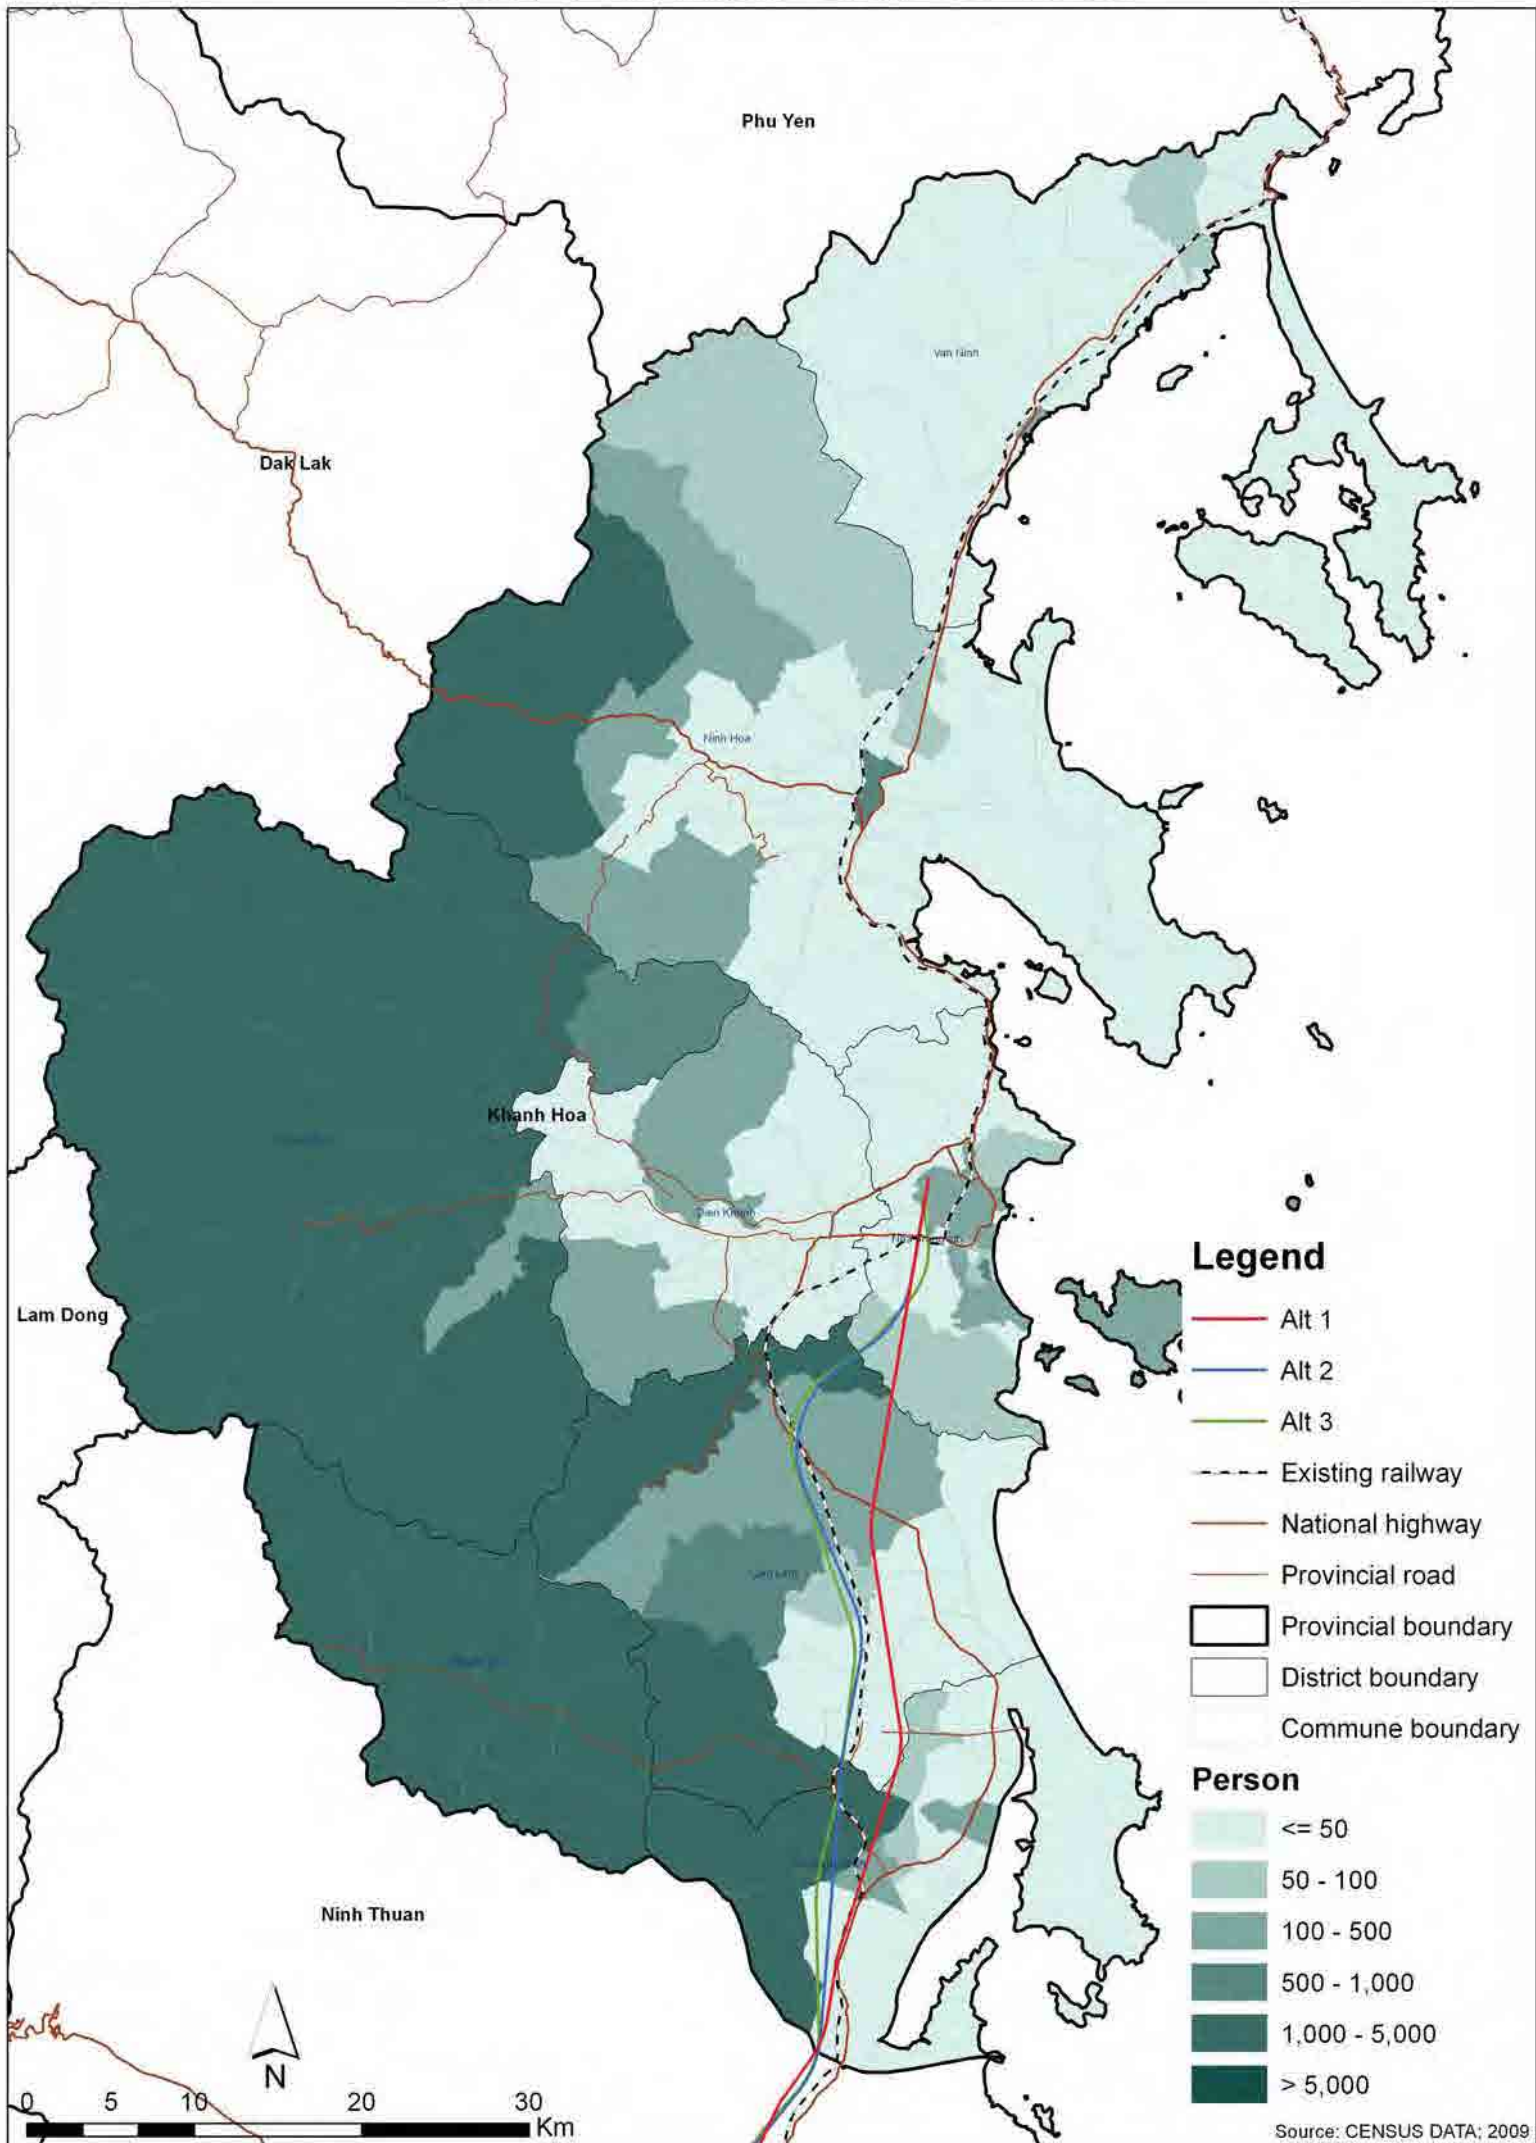 Phu Yen
Van Ninh
Dak Lak
Ninh Hoa
Khanh Hoa
Dien Khanh
Lam Dong
Cam Lam
Ninh Thuan
Legend
Alt 1
Alt 2
Alt 3
Existing railway
National highway
Provincial road
Provincial boundary
District boundary
Commune boundary
Person
<= 50
50 - 100
100 - 500
500 - 1,000
1,000 - 5,000
> 5,000
N
0 5 10 20 30
Km
Source: CENSUS DATA; 2009